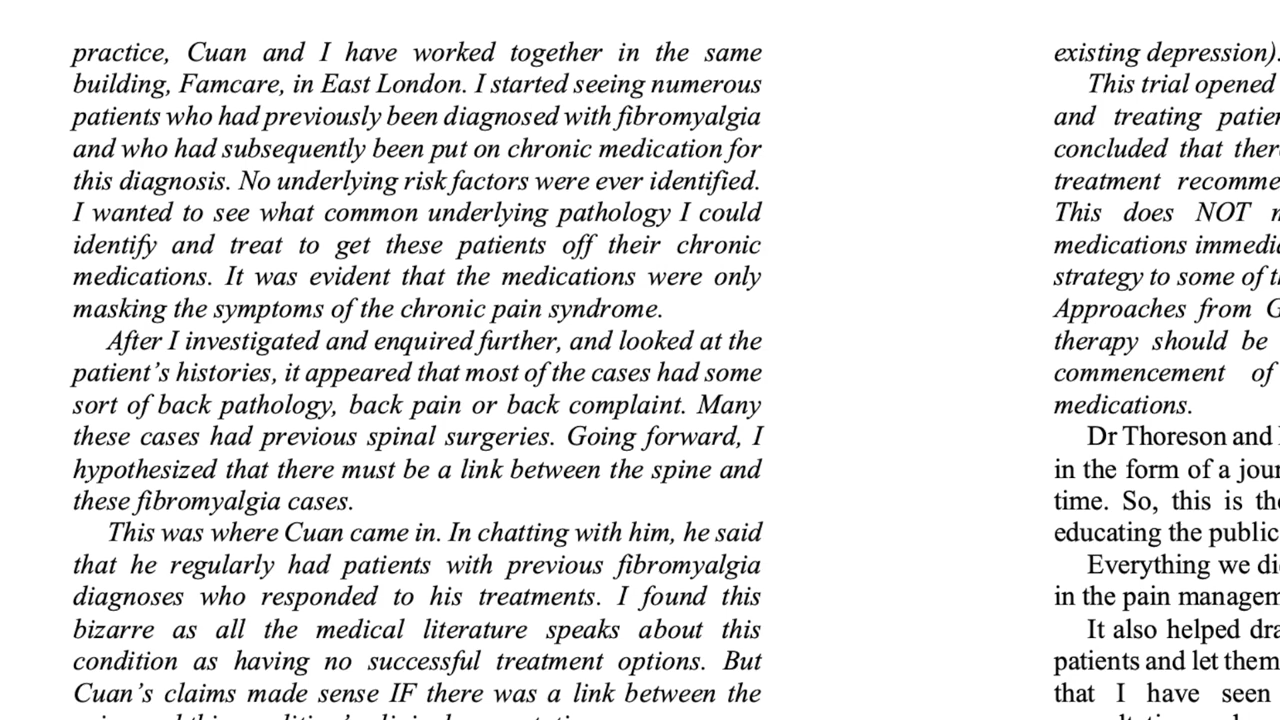 practice, Cuan and I have worked together in the same
building, Famcare, in East London. I started seeing numerous
patients who had previously been diagnosed with fibromyalgia
and who had subsequently been put on chronic medication for
this diagnosis. No underlying risk factors were ever identified.
I wanted to see what common underlying pathology I could
identify and treat to get these patients off their chronic
medications. It was evident that the medications were only
masking the symptoms of the chronic pain syndrome.
After I investigated and enquired further, and looked at the
patient’s histories, it appeared that most of the cases had some
sort of back pathology, back pain or back complaint. Many
these cases had previous spinal surgeries. Going forward, I
hypothesized that there must be a link between the spine and
these fibromyalgia cases.
This was where Cuan came in. In chatting with him, he said
that he regularly had patients with previous fibromyalgia
diagnoses who responded to his treatments. I found this
bizarre as all the medical literature speaks about this
condition as having no successful treatment options. But
Cuan’s claims made sense IF there was a link between the
existing depression).
This trial opened
and treating
concluded that
treatment
This does NOT
medications
strategy to some of
Approaches from
therapy should be
commencement of
medications.
Dr Thoreson and
in the form of a
time. So, this is
educating the public
Everything we
in the pain
It also helped
patients and let them
that I have seen